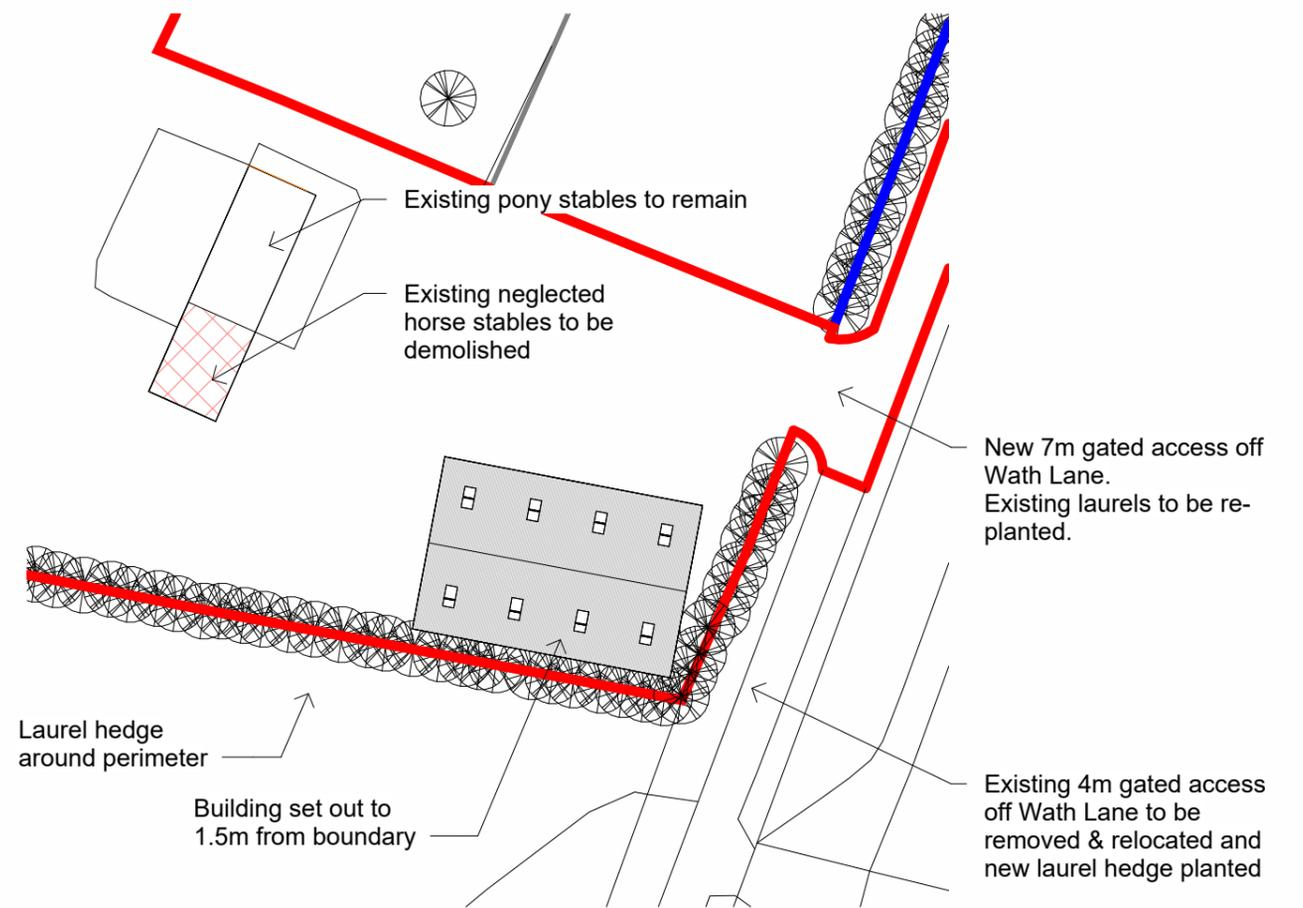 Existing pony stables to remain
Existing neglected
horse stables to be
demolished
New 7m gated access off
Wath Lane.
Existing laurels to be re-
planted.
Laurel hedge
around perimeter
Building set out to
1.5m from boundary
Existing 4m gated access
off Wath Lane to be
removed & relocated and
new laurel hedge planted